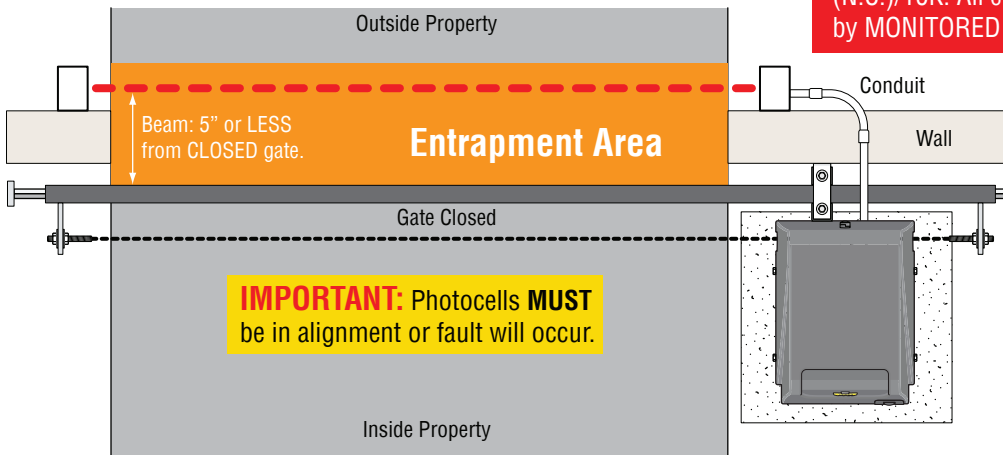 by MONITORED
Outside Property
Conduit
Beam: 5” or LESS
from CLOSED gate.
Entrapment Area
Wall
Gate Closed
IMPORTANT: Photocells MUST
be in alignment or fault will occur.
Inside Property